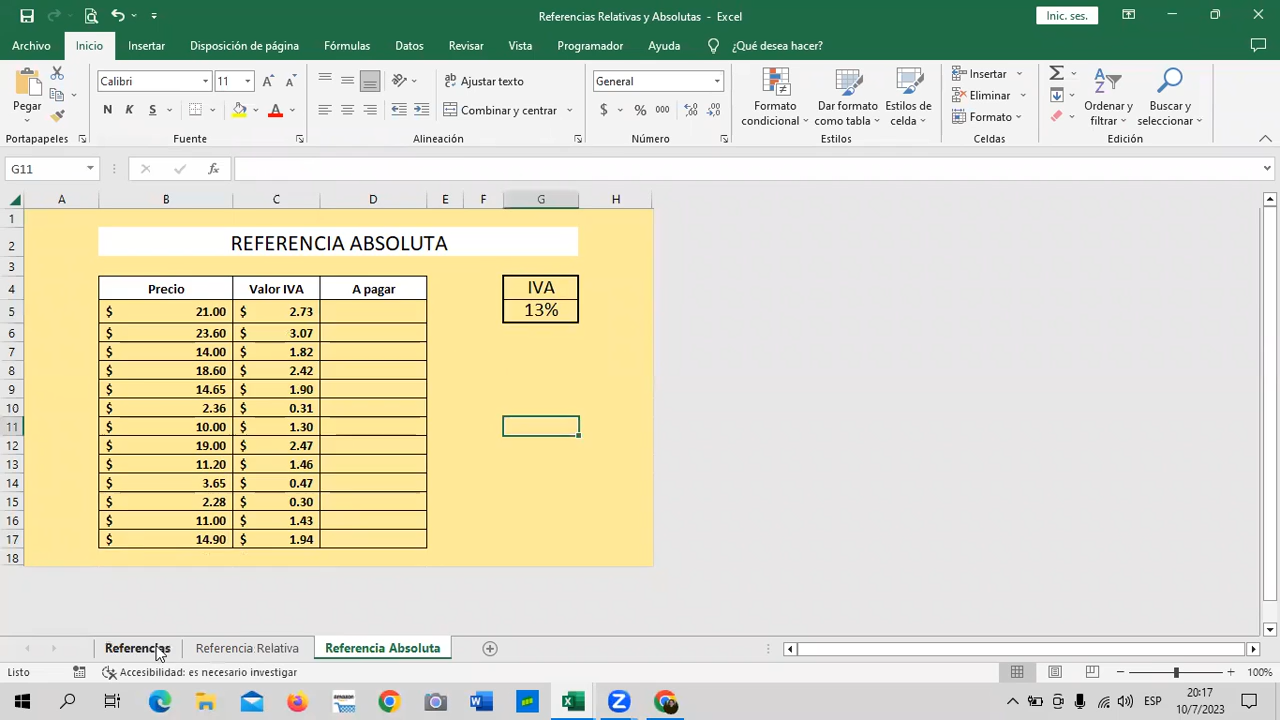 Referencias Relativas y Absolutas - Excel
Inic. ses.
Archivo Inicio Insertar Disposición de página Fórmulas Datos Revisar Vista Programador Ayuda ¿Qué desea hacer?
Pegar
Calibri 11
N K S
Ajustar texto
Combinar y centrar
General
$ % 000
Formato condicional
Dar formato como tabla
Estilos de celda
Insertar
Eliminar
Formato
Ordenar y filtrar
Buscar y seleccionar
Portapapeles Fuente Alineación Número Estilos Celdas Edición
G11 fx
A B C D E F G H
1
2 REFERENCIA ABSOLUTA
3
4 Precio Valor IVA A pagar IVA
5 $ 21.00 $ 2.73 13%
6 $ 23.60 $ 3.07
7 $ 14.00 $ 1.82
8 $ 18.60 $ 2.42
9 $ 14.65 $ 1.90
10 $ 2.36 $ 0.31
11 $ 10.00 $ 1.30
12 $ 19.00 $ 2.47
13 $ 11.20 $ 1.46
14 $ 3.65 $ 0.47
15 $ 2.28 $ 0.30
16 $ 11.00 $ 1.43
17 $ 14.90 $ 1.94
18
Referencias Referencia Relativa Referencia Absoluta
Listo Accesibilidad: es necesario investigar 100%
ESP 20:17
10/7/2023